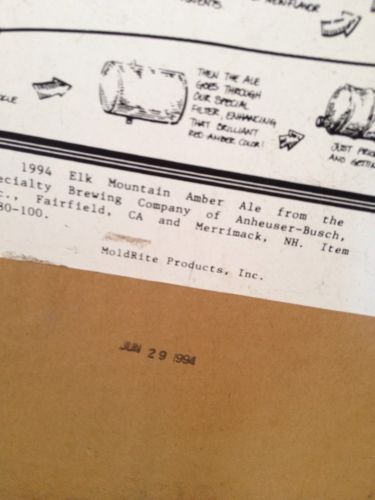 FLAVOR
THEN THE ALE
GOES THROUGH
OUR SPECIAL
FILTER, ENHANCING
THAT BRILLIANT
RED-AMBER COLOR!
AND
1994 Elk Mountain Amber Ale from the
ecialty Brewing Company of Anheuser-Busch,
c., Fairfield, CA and Merrimack, NH. Item
80-100.
MoldRite Products, Inc.
JUN 29 1994